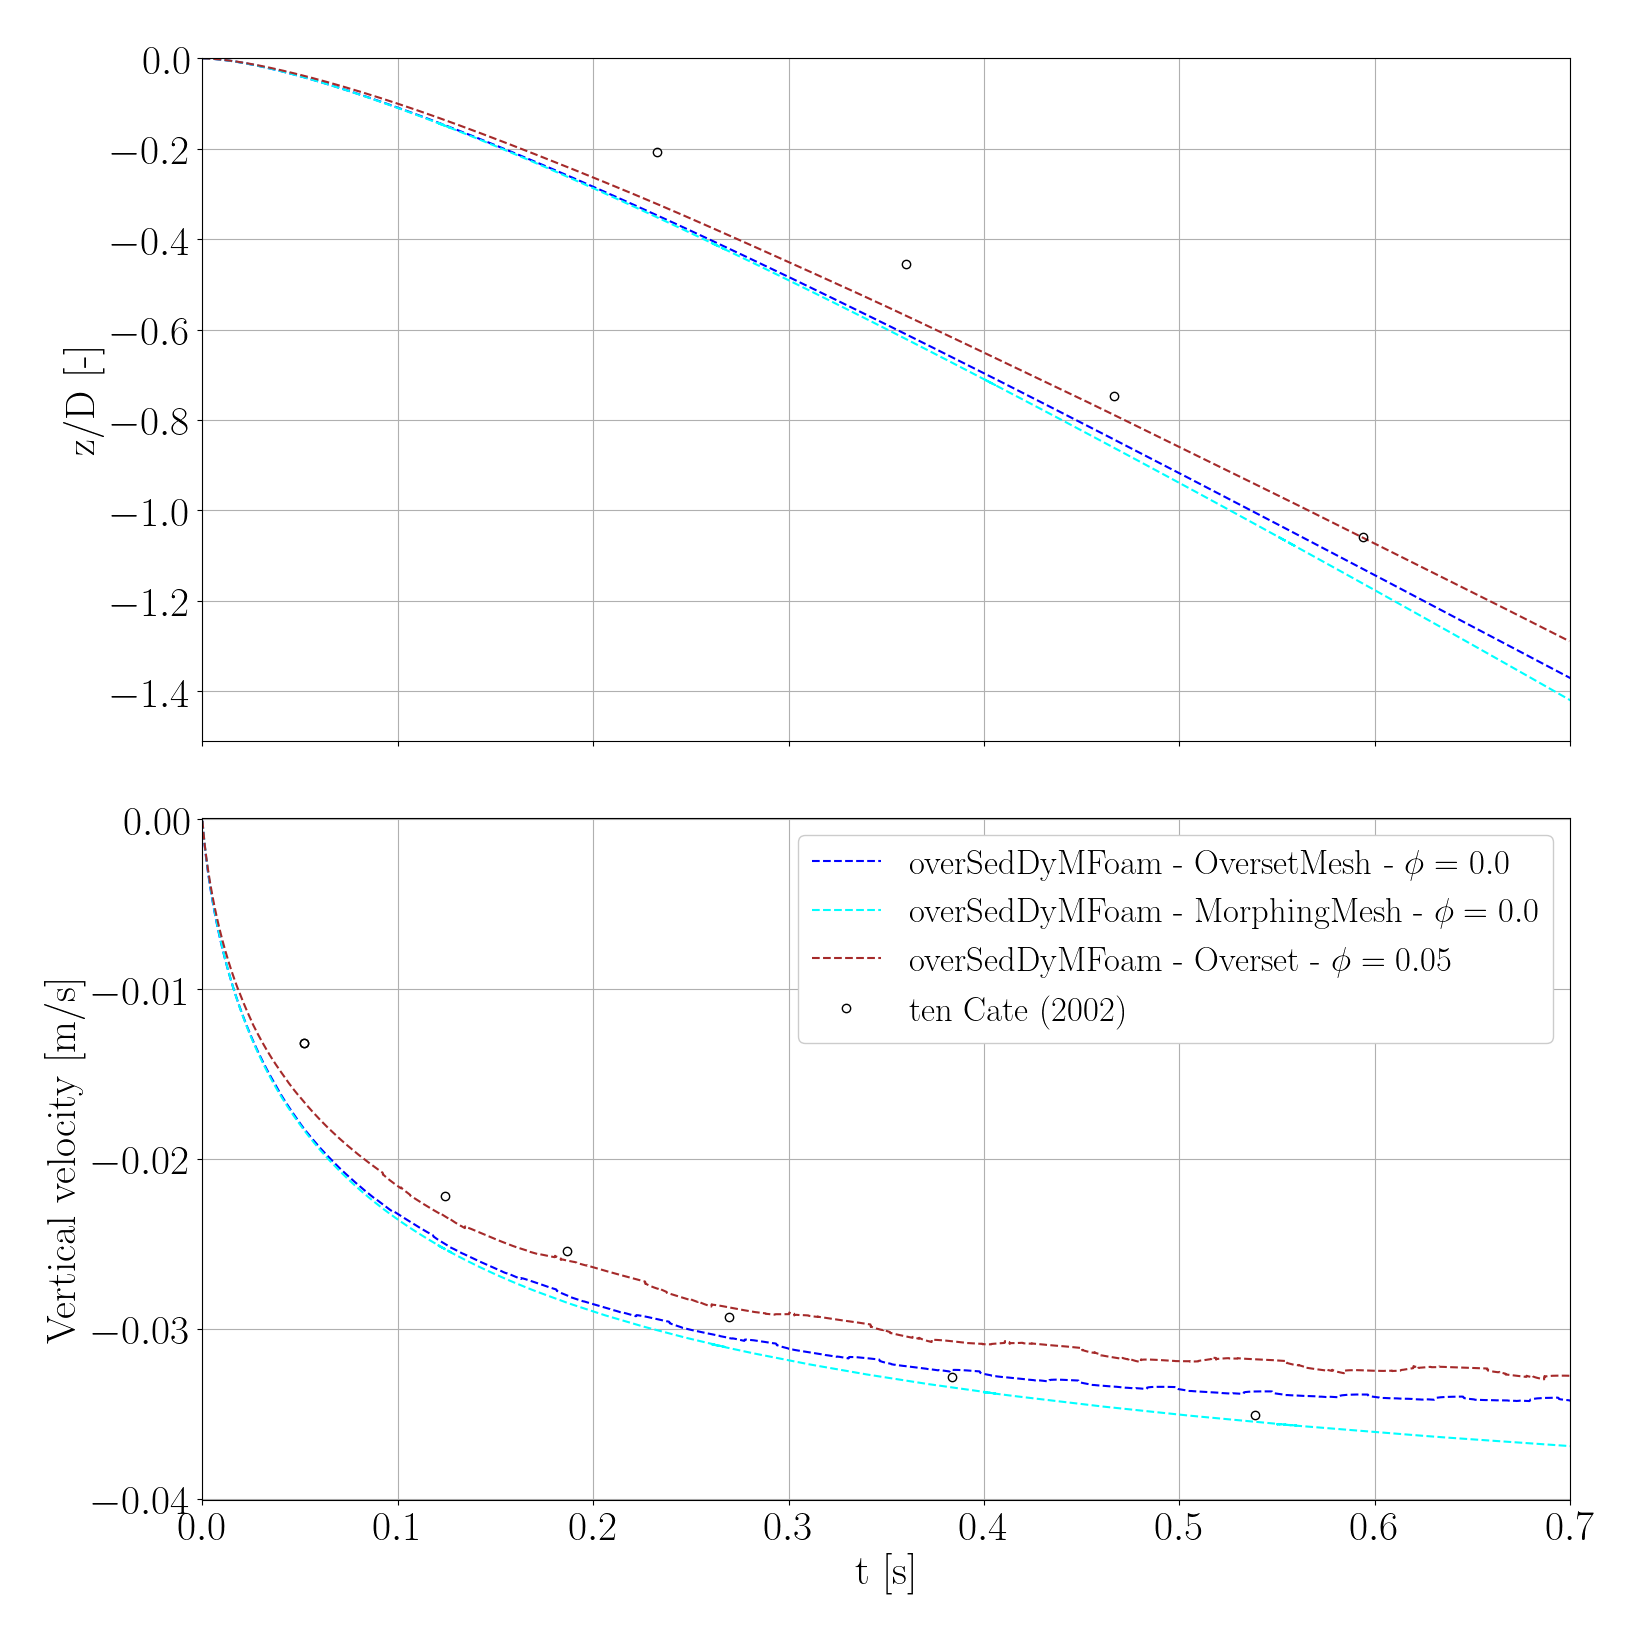 0.0
−0.2
−0.4
−0.6
−0.8
−1.0
−1.2
−1.4
z/D [-]
0.00
−0.01
−0.02
−0.03
−0.04
Vertical velocity [m/s]
overSedDyMFoam - OversetMesh - ϕ = 0.0
overSedDyMFoam - MorphingMesh - ϕ = 0.0
overSedDyMFoam - Overset - ϕ = 0.05
ten Cate (2002)
0.0 0.1 0.2 0.3 0.4 0.5 0.6 0.7
t [s]